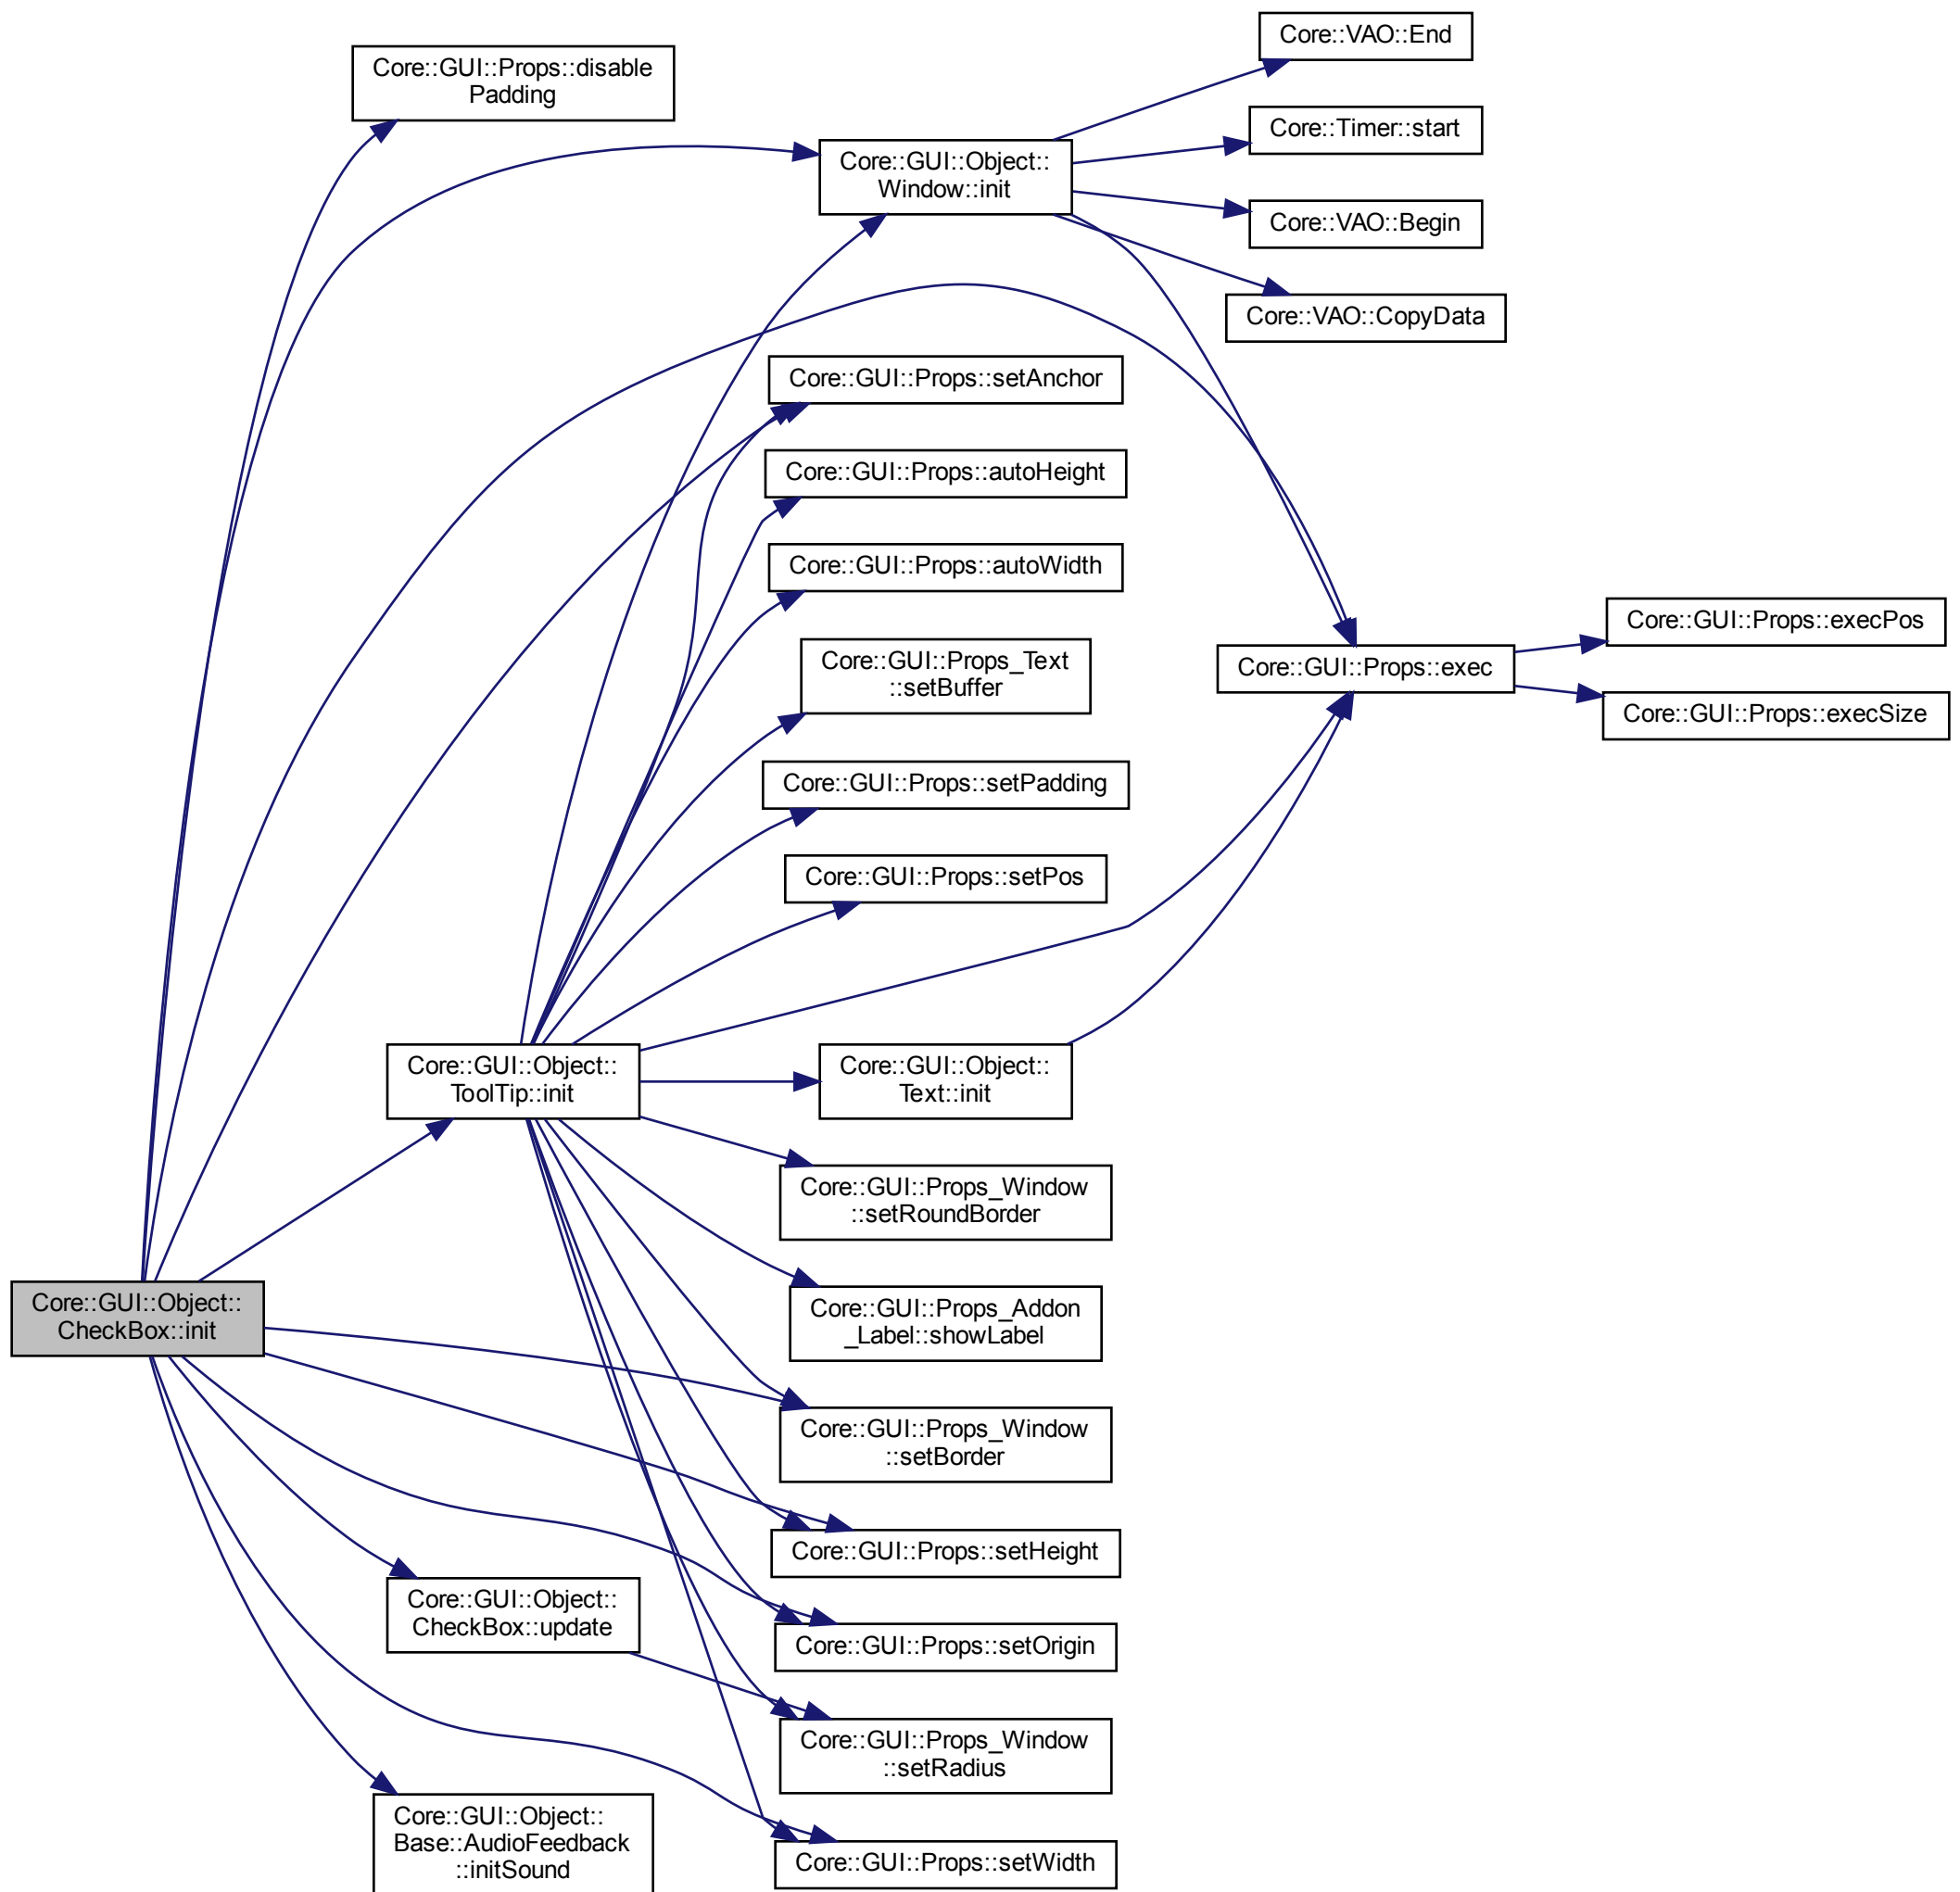 Core::VAO::End
Core::GUI::Props::disable
Padding
Core::Timer::start
Core::GUI::Object::
Window::init
Core::VAO::Begin
Core::VAO::CopyData
Core::GUI::Props::setAnchor
Core::GUI::Props::autoHeight
Core::GUI::Props::autoWidth
Core::GUI::Props::execPos
Core::GUI::Props_Text
::setBuffer
Core::GUI::Props::exec
Core::GUI::Props::execSize
Core::GUI::Props::setPadding
Core::GUI::Props::setPos
Core::GUI::Object::
ToolTip::init
Core::GUI::Object::
Text::init
Core::GUI::Props_Window
::setRoundBorder
Core::GUI::Object::
CheckBox::init
Core::GUI::Props_Addon
_Label::showLabel
Core::GUI::Props_Window
::setBorder
Core::GUI::Props::setHeight
Core::GUI::Object::
CheckBox::update
Core::GUI::Props::setOrigin
Core::GUI::Props_Window
::setRadius
Core::GUI::Object::
Base::AudioFeedback
::initSound
Core::GUI::Props::setWidth